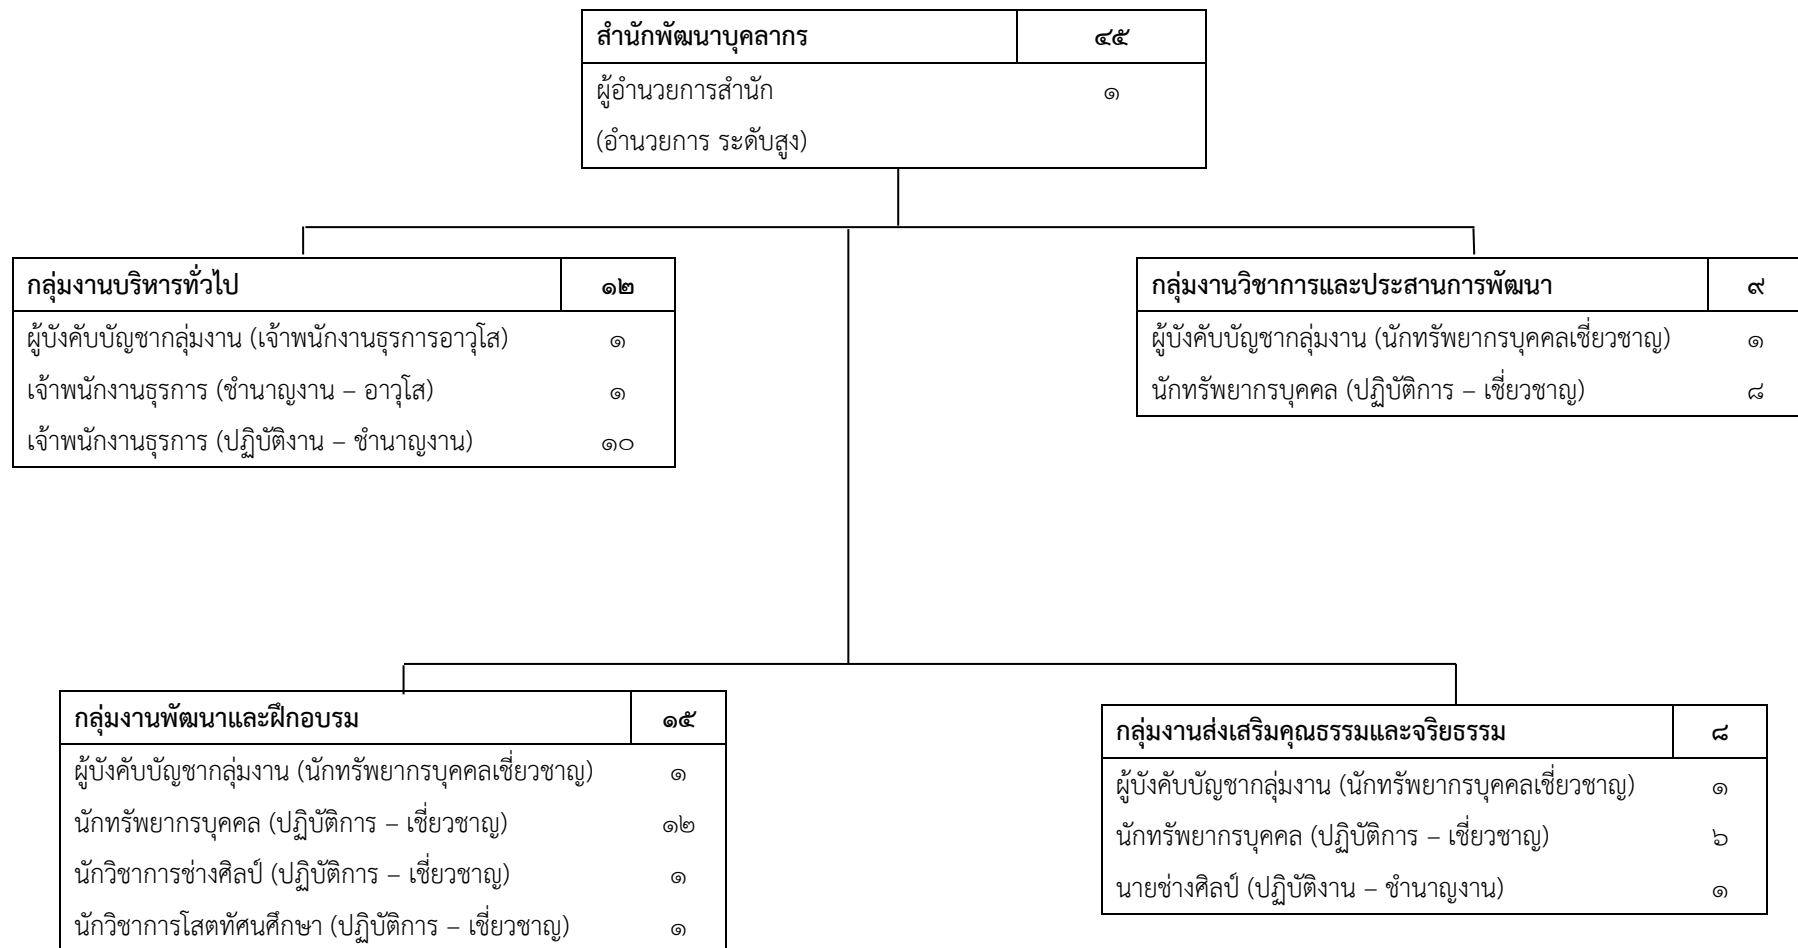 สำนักพัฒนาบุคลากร ๔๕
ผู้อำนวยการสำนัก ๑
(อำนวยการ ระดับสูง)
กลุ่มงานบริหารทั่วไป ๑๒
ผู้บังคับบัญชากลุ่มงาน (เจ้าพนักงานธุรการอาวุโส) ๑
เจ้าพนักงานธุรการ (ชำนาญงาน – อาวุโส) ๑
เจ้าพนักงานธุรการ (ปฏิบัติงาน – ชำนาญงาน) ๑๐
กลุ่มงานวิชาการและประสานการพัฒนา ๙
ผู้บังคับบัญชากลุ่มงาน (นักทรัพยากรบุคคลเชี่ยวชาญ) ๑
นักทรัพยากรบุคคล (ปฏิบัติการ – เชี่ยวชาญ) ๘
กลุ่มงานพัฒนาและฝึกอบรม ๑๕
ผู้บังคับบัญชากลุ่มงาน (นักทรัพยากรบุคคลเชี่ยวชาญ) ๑
นักทรัพยากรบุคคล (ปฏิบัติการ – เชี่ยวชาญ) ๑๒
นักวิชาการช่างศิลป์ (ปฏิบัติการ – เชี่ยวชาญ) ๑
นักวิชาการโสตทัศนศึกษา (ปฏิบัติการ – เชี่ยวชาญ) ๑
กลุ่มงานส่งเสริมคุณธรรมและจริยธรรม ๘
ผู้บังคับบัญชากลุ่มงาน (นักทรัพยากรบุคคลเชี่ยวชาญ) ๑
นักทรัพยากรบุคคล (ปฏิบัติการ – เชี่ยวชาญ) ๖
นายช่างศิลป์ (ปฏิบัติงาน – ชำนาญงาน) ๑